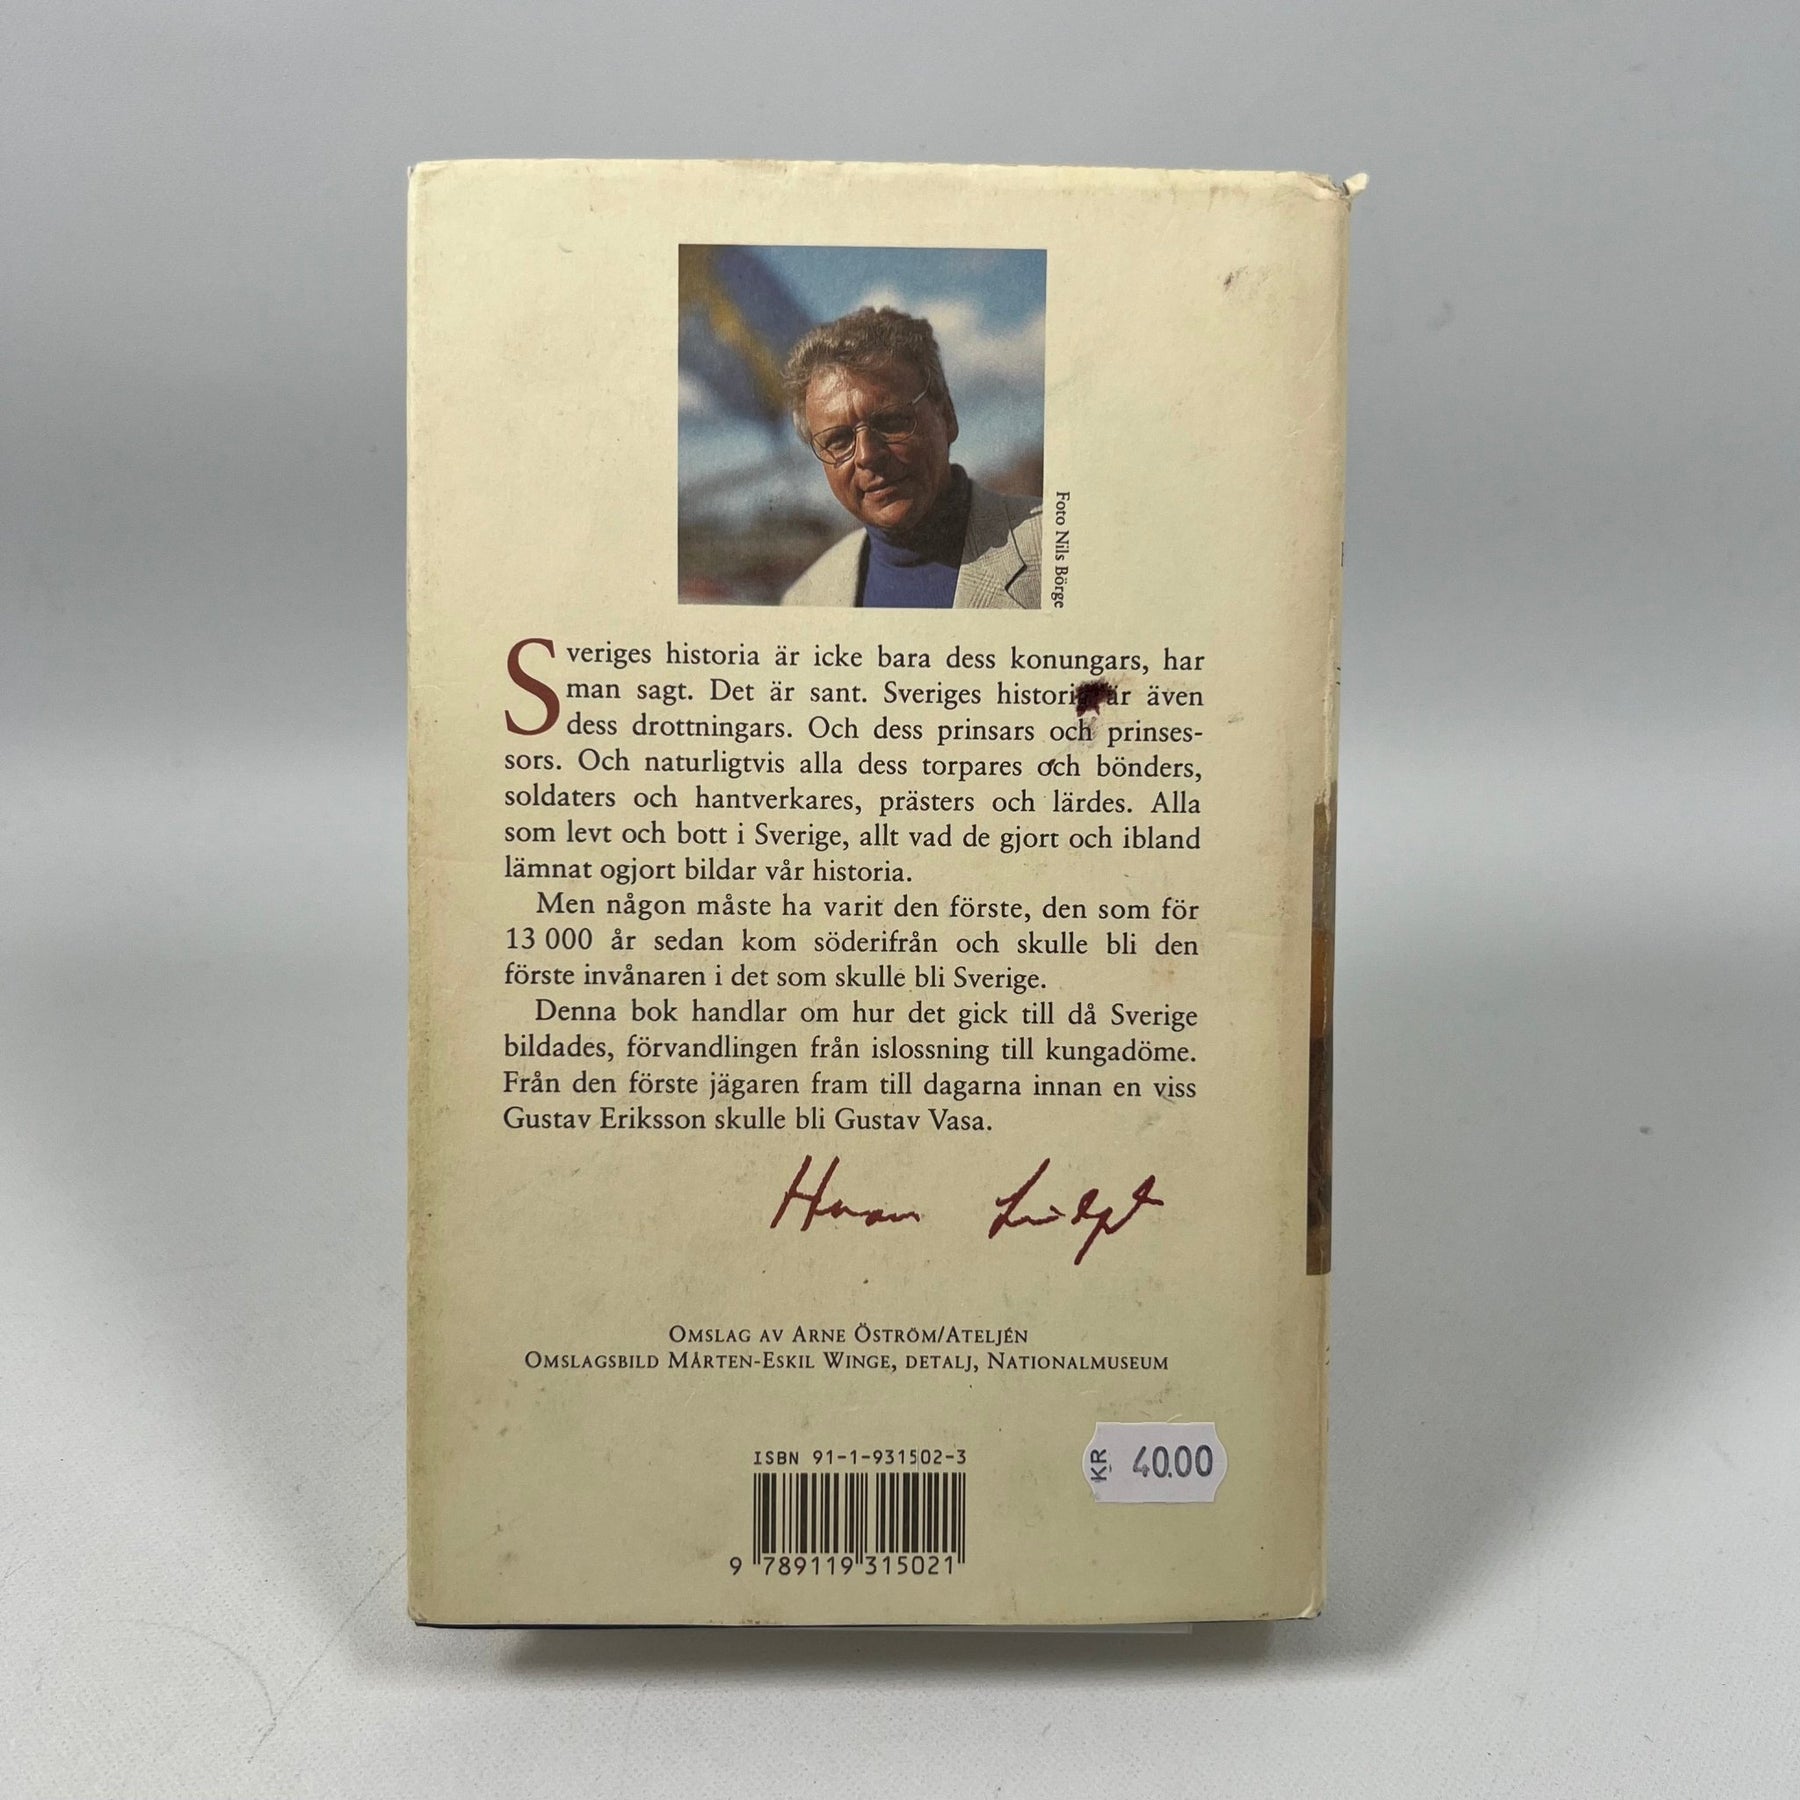 Foto Nils Börge
Sveriges historia är icke bara dess konungars, har
man sagt. Det är sant. Sveriges historia är även
dess drottningars. Och dess prinsars och prinses-
sors. Och naturligtvis alla dess torpares och bönders,
soldaters och hantverkares, prästers och lärdes. Alla
som levt och bott i Sverige, allt vad de gjort och ibland
lämnat ogjort bildar vår historia.
Men någon måste ha varit den förste, den som för
13 000 år sedan kom söderifrån och skulle bli den
förste invånaren i det som skulle bli Sverige.
Denna bok handlar om hur det gick till då Sverige
bildades, förvandlingen från islossning till kungadöme.
Från den förste jägaren fram till dagarna innan en viss
Gustav Eriksson skulle bli Gustav Vasa.
Omslag av Arne Öström/Ateljén
Omslagsbild Mårten-Eskil Winge, detalj, Nationalmuseum
ISBN 91-1-931502-3
KR 40.00
9 789119 315021